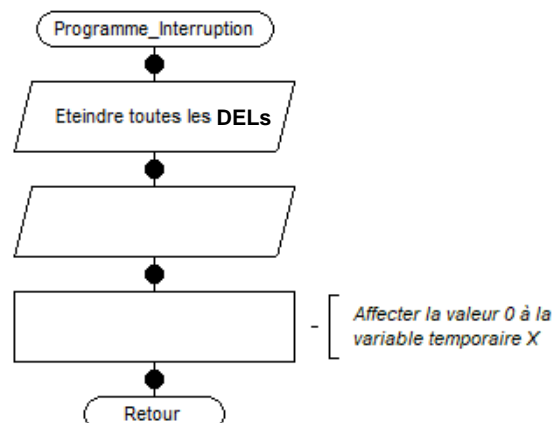 Programme_Interruption
Eteindre toutes les DELs
Affecter la valeur 0 à la
variable temporaire X
Retour